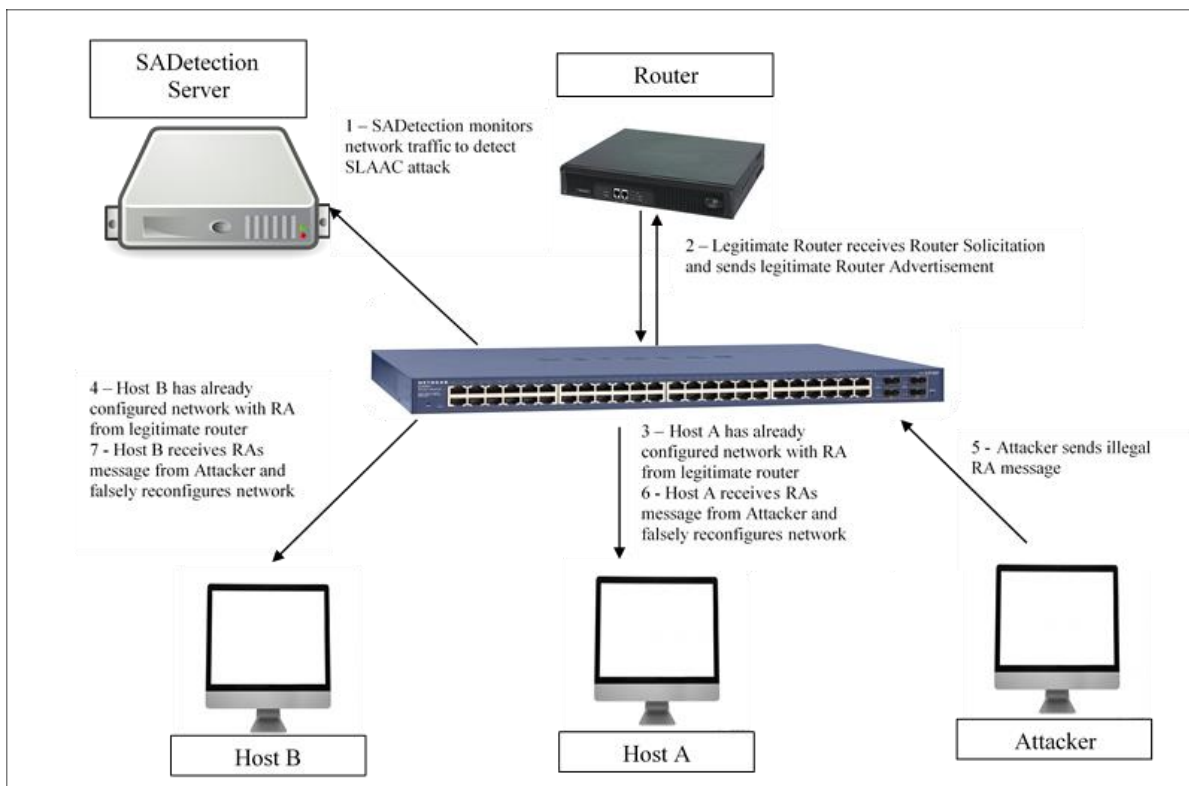 SADetection
Server
Router
1 – SADetection monitors
network traffic to detect
SLAAC attack
2 – Legitimate Router receives Router Solicitation
and sends legitimate Router Advertisement
NETGEAR
4 – Host B has already
configured network with RA
from legitimate router
7 - Host B receives RAs
message from Attacker and
falsely reconfigures network
3 – Host A has already
configured network with RA
from legitimate router
6 - Host A receives RAs
message from Attacker and
falsely reconfigures network
5 - Attacker sends illegal
RA message
Host B
Host A
Attacker